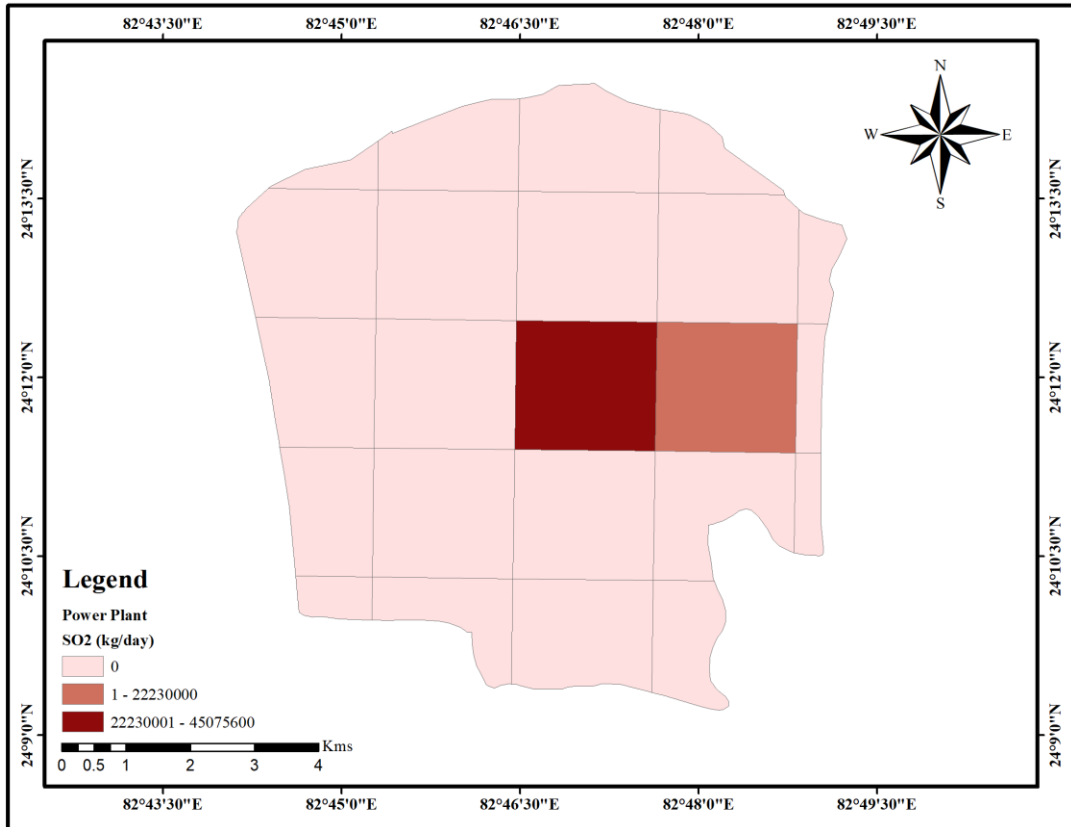 82°43'30"E 82°45'0"E 82°46'30"E 82°48'0"E 82°49'30"E
N
W E
S
24°13'30"N 24°13'30"N
24°12'0"N 24°12'0"N
24°10'30"N 24°10'30"N
24°9'0"N 24°9'0"N
Legend
Power Plant
SO2 (kg/day)
0
1 - 22230000
22230001 - 45075600
Kms
0 0.5 1 2 3 4
82°43'30"E 82°45'0"E 82°46'30"E 82°48'0"E 82°49'30"E